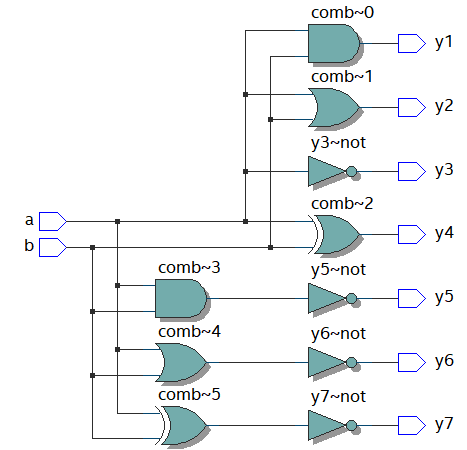 comb~0
y1
comb~1
y2
y3~not
y3
comb~2
a
y4
b
comb~3
y5~not
y5
comb~4
y6~not
y6
comb~5
y7~not
y7